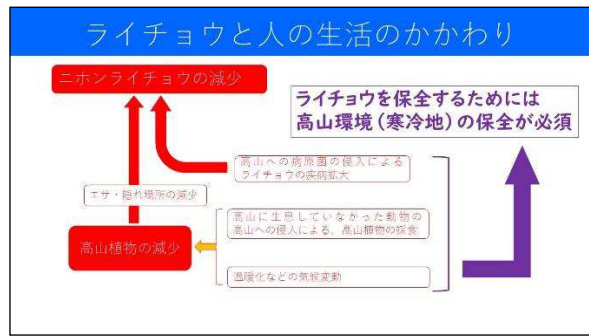 ライチョウと人の生活のかかわり
ニホンライチョウの減少
ライチョウを保全するためには
高山環境（寒冷地）の保全が必須
高山への病原菌の侵入による
ライチョウの疾病拡大
エサ・隠れ場所の減少
高山に生息していなかった動物の
高山への侵入による、高山植物の採食
高山植物の減少
温暖化などの気候変動